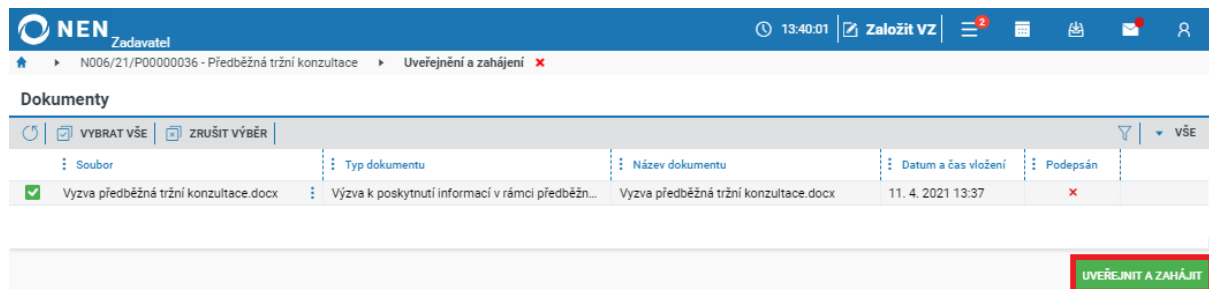 NEN Zadavatel 13:40:01 Založit VZ 2
N006/21/P00000036 - Předběžná tržní konzultace Uveřejnění a zahájení
Dokumenty
VYBRAT VŠE ZRUŠIT VÝBĚR VŠE
Soubor Typ dokumentu Název dokumentu Datum a čas vložení Podepsán
Vyzva předběžná tržní konzultace.docx Výzva k poskytnutí informací v rámci předběžn... Vyzva předběžná tržní konzultace.docx 11. 4. 2021 13:37
UVEŘEJNIT A ZAHÁJIT